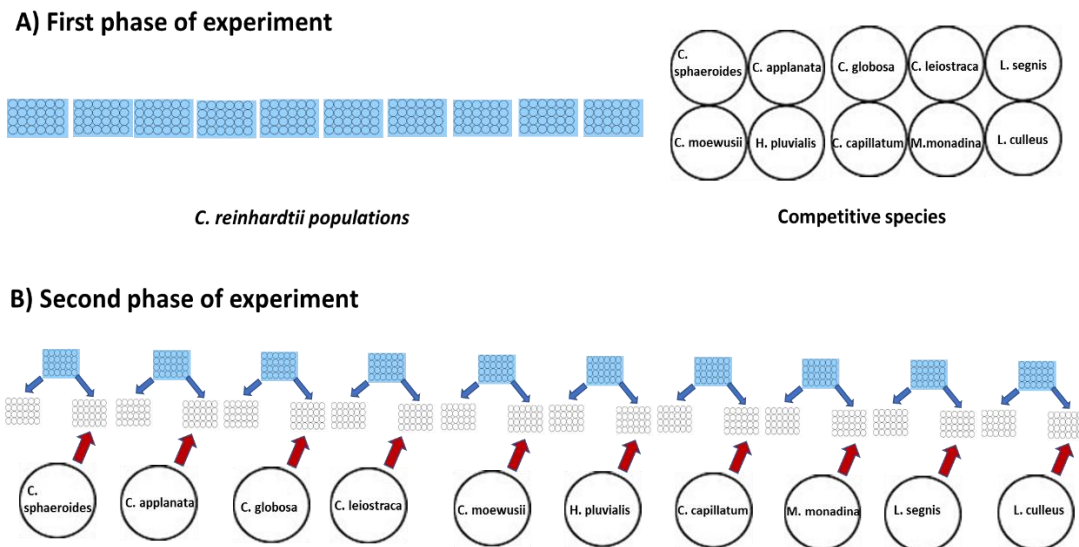 A) First phase of experiment
C.
sphaeroides
C. applanata
C. globosa
C. leiostraca
L. segnis
C. moewusii
H. pluvialis
C. capillatum
M.monadina
L. culleus
C. reinhardtii populations
Competitive species
B) Second phase of experiment
C.
sphaeroides
C. applanata
C. globosa
C. leiostraca
C. moewusii
H. pluvialis
C. capillatum
M. monadina
L. segnis
L. culleus